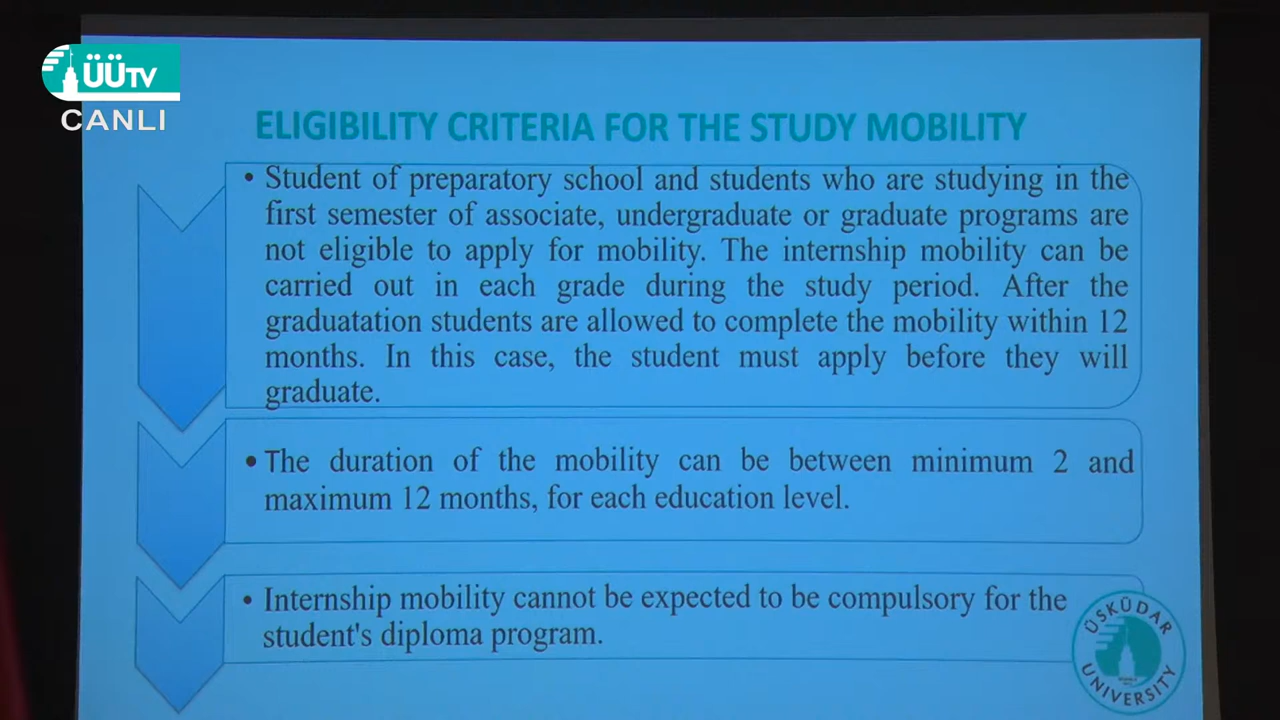 ÜÜTV
CANLI
ELIGIBILITY CRITERIA FOR THE STUDY MOBILITY
• Student of preparatory school and students who are studying in the
first semester of associate, undergraduate or graduate programs are
not eligible to apply for mobility. The internship mobility can be
carried out in each grade during the study period. After the
graduatation students are allowed to complete the mobility within 12
months. In this case, the student must apply before they will
graduate.
• The duration of the mobility can be between minimum 2 and
maximum 12 months, for each education level.
• Internship mobility cannot be expected to be compulsory for the
student's diploma program.
ÜSKÜDAR
UNIVERSITY